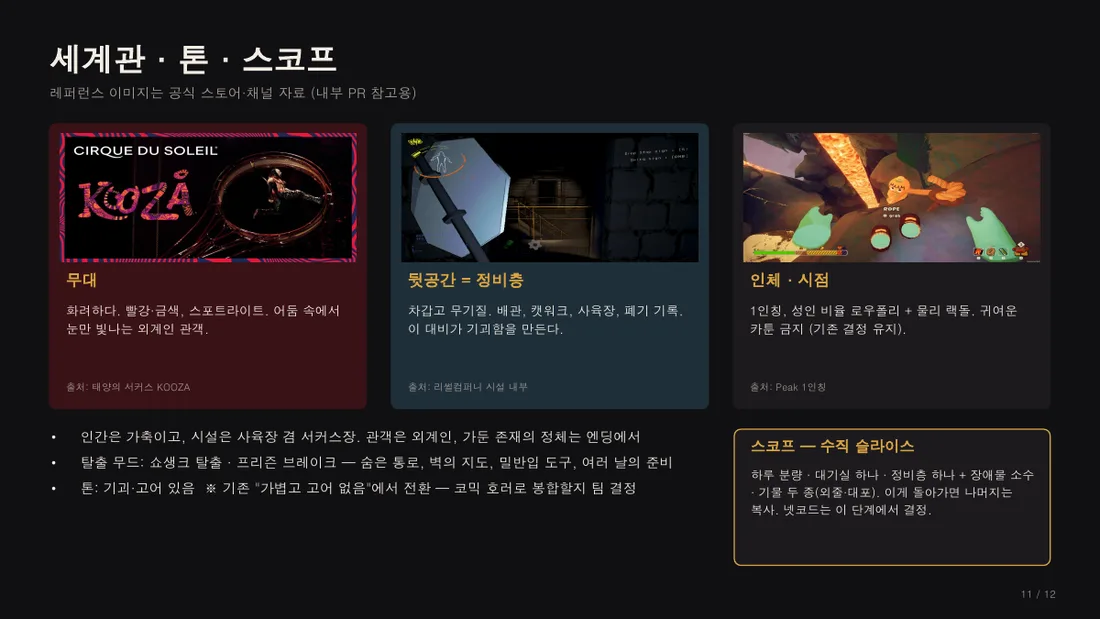 세계관 · 톤 · 스코프
레퍼런스 이미지는 공식 스토어·채널 자료 (내부 PR 참고용)
CIRQUE DU SOLEIL
KOOZA
무대
화려하다. 빨강·금색, 스포트라이트. 어둠 속에서
눈만 빛나는 외계인 관객.
출처: 태양의 서커스 KOOZA
뒷공간 = 정비층
차갑고 무기질. 배관, 캣워크, 사육장, 폐기 기록.
이 대비가 기괴함을 만든다.
출처: 리썰컴퍼니 시설 내부
ROPE
인체 · 시점
1인칭, 성인 비율 로우폴리 + 물리 랙돌. 귀여운
카툰 금지 (기존 결정 유지).
출처: Peak 1인칭
• 인간은 가축이고, 시설은 사육장 겸 서커스장. 관객은 외계인, 가둔 존재의 정체는 엔딩에서
• 탈출 무드: 쇼생크 탈출 · 프리즌 브레이크 — 숨은 통로, 벽의 지도, 밀반입 도구, 여러 날의 준비
• 톤: 기괴·고어 있음 ※ 기존 "가볍고 고어 없음"에서 전환 — 코믹 호러로 봉합할지 팀 결정
스코프 — 수직 슬라이스
하루 분량 · 대기실 하나 · 정비층 하나 + 장애물 소수
· 기물 두 종(외줄·대포). 이게 돌아가면 나머지는
복사. 넷코드는 이 단계에서 결정.
11 / 12